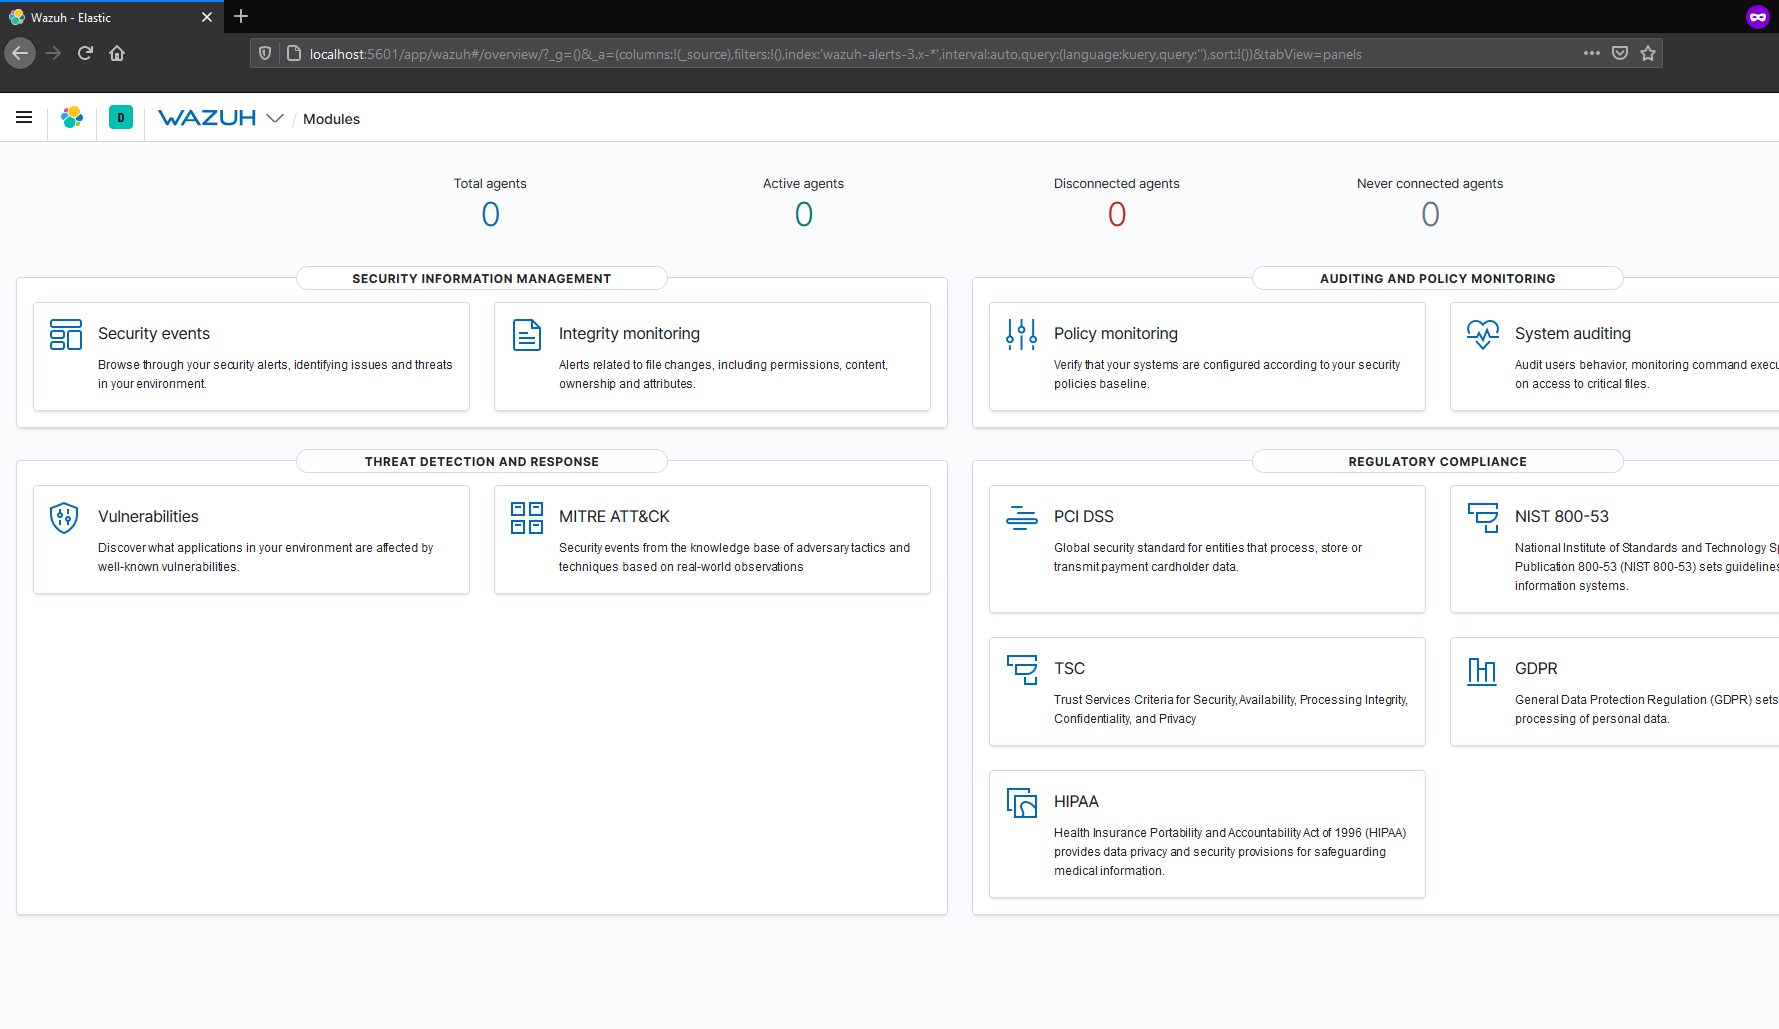 Wazuh - Elastic
localhost:5601/app/wazuh#/overview/?_g=()&_a=(columns:!(_source),filters:!(),index:'wazuh-alerts-3.x-*',interval:auto,query:(language:kuery,query:''),sort:!())&tabView=panels
D
WAZUH / Modules
Total agents
0
Active agents
0
Disconnected agents
0
Never connected agents
0
SECURITY INFORMATION MANAGEMENT
Security events
Browse through your security alerts, identifying issues and threats
in your environment.
Integrity monitoring
Alerts related to file changes, including permissions, content,
ownership and attributes.
AUDITING AND POLICY MONITORING
Policy monitoring
Verify that your systems are configured according to your security
policies baseline.
System auditing
Audit users behavior, monitoring command execu
on access to critical files.
THREAT DETECTION AND RESPONSE
Vulnerabilities
Discover what applications in your environment are affected by
well-known vulnerabilities.
MITRE ATT&CK
Security events from the knowledge base of adversary tactics and
techniques based on real-world observations
REGULATORY COMPLIANCE
PCI DSS
Global security standard for entities that process, store or
transmit payment cardholder data.
NIST 800-53
National Institute of Standards and Technology Sp
Publication 800-53 (NIST 800-53) sets guidelines
information systems.
TSC
Trust Services Criteria for Security, Availability, Processing Integrity,
Confidentiality, and Privacy
GDPR
General Data Protection Regulation (GDPR) sets
processing of personal data.
HIPAA
Health Insurance Portability and Accountability Act of 1996 (HIPAA)
provides data privacy and security provisions for safeguarding
medical information.